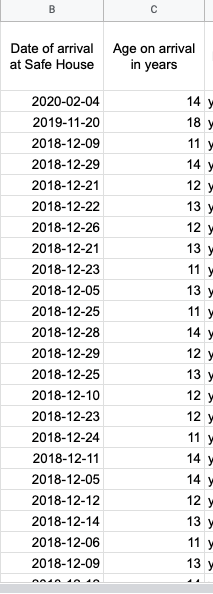 B C
Date of arrival at Safe House Age on arrival in years
2020-02-04 14 y
2019-11-20 18 y
2018-12-09 11 y
2018-12-29 14 y
2018-12-21 12 y
2018-12-22 13 y
2018-12-26 12 y
2018-12-21 13 y
2018-12-23 11 y
2018-12-05 13 y
2018-12-25 11 y
2018-12-28 14 y
2018-12-29 12 y
2018-12-25 13 y
2018-12-10 12 y
2018-12-23 12 y
2018-12-24 11 y
2018-12-11 14 y
2018-12-05 14 y
2018-12-12 12 y
2018-12-14 13 y
2018-12-06 11 y
2018-12-09 13 y